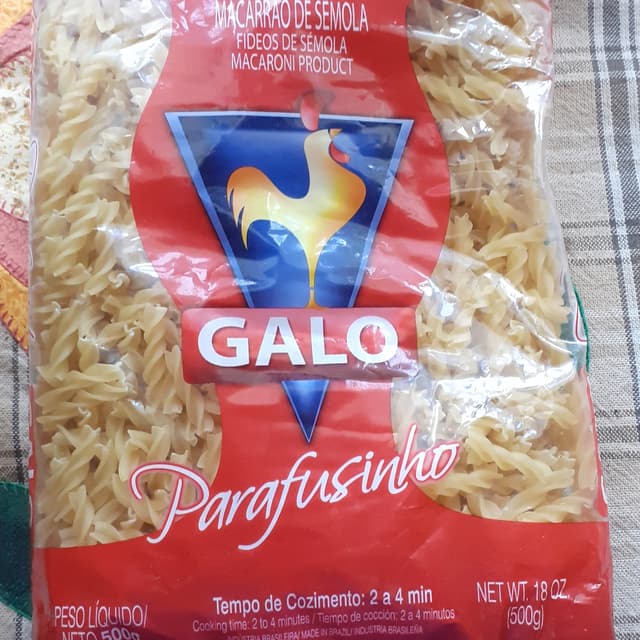 MACARRÃO DE SÊMOLA
FIDEOS DE SÉMOLA
MACARONI PRODUCT
GALO
Parafusinho
Tempo de Cozimento: 2 a 4 min
Cooking time: 2 to 4 minutes / Tiempo de cocción: 2 a 4 minutos
INDÚSTRIA BRASILEIRA/ MADE IN BRAZIL/ INDUSTRIA BRASILEÑA
PESO LÍQUIDO/
NETO 500g
NET WT. 18 OZ.
(500g)